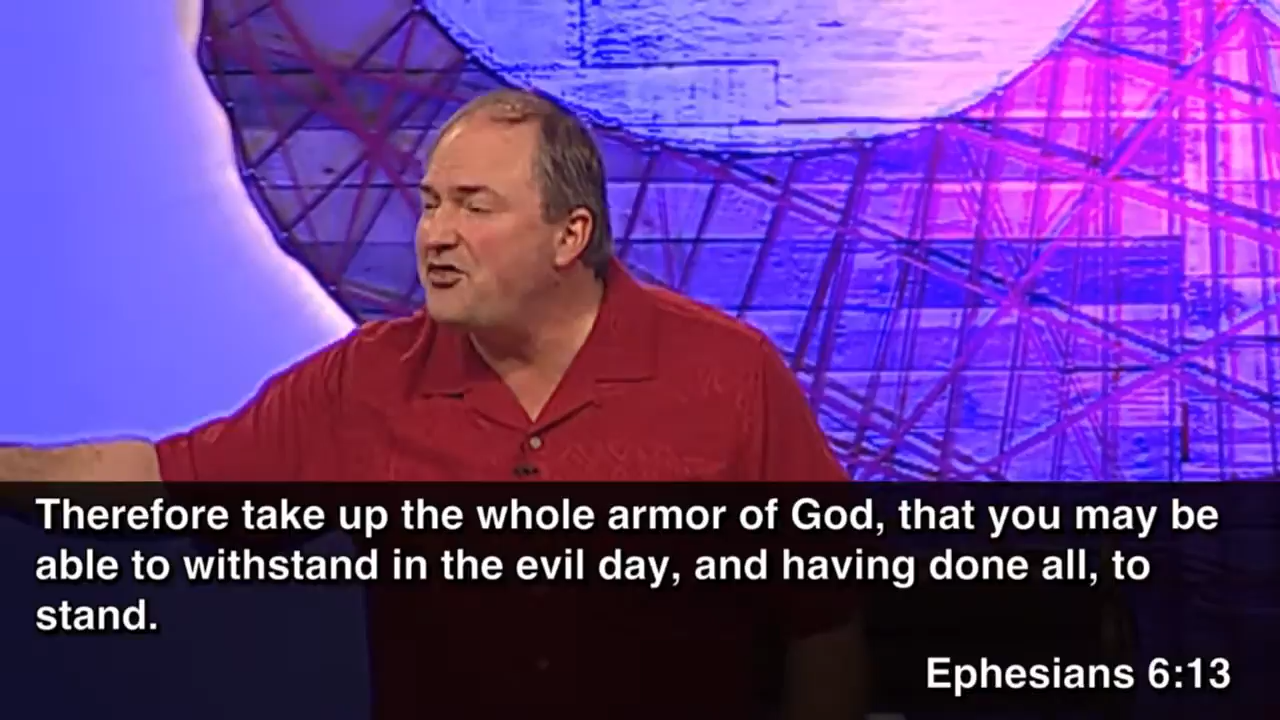 Therefore take up the whole armor of God, that you may be
able to withstand in the evil day, and having done all, to
stand.
Ephesians 6:13